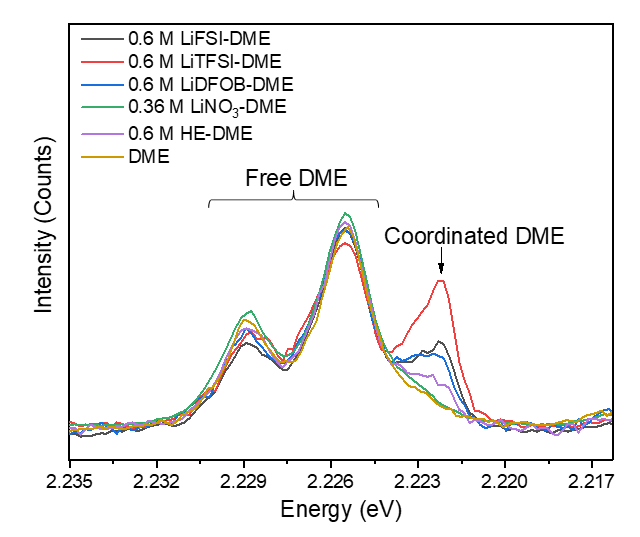 0.6 M LiFSI-DME
0.6 M LiTFSI-DME
0.6 M LiDFOB-DME
0.36 M LiNO₃-DME
0.6 M HE-DME
DME
Free DME
Coordinated DME
Intensity (Counts)
2.235 2.232 2.229 2.226 2.223 2.220 2.217
Energy (eV)